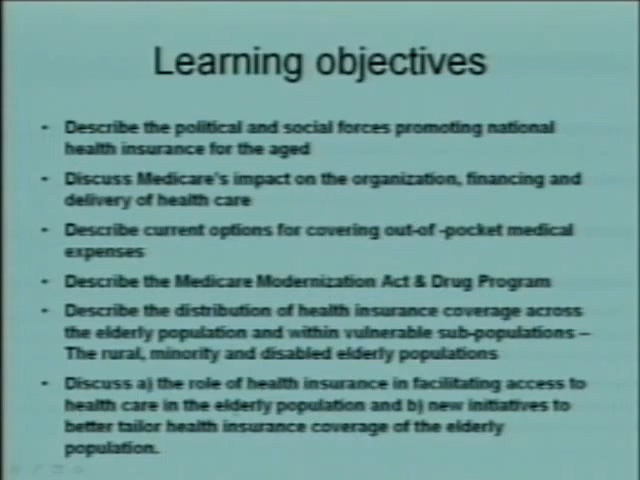 Learning objectives
• Describe the political and social forces promoting national
health insurance for the aged
• Discuss Medicare's impact on the organization, financing and
delivery of health care
• Describe current options for covering out-of -pocket medical
expenses
• Describe the Medicare Modernization Act & Drug Program
• Describe the distribution of health insurance coverage across
the elderly population and within vulnerable sub-populations –
The rural, minority and disabled elderly populations
• Discuss a) the role of health insurance in facilitating access to
health care in the elderly population and b) new initiatives to
better tailor health insurance coverage of the elderly
population.